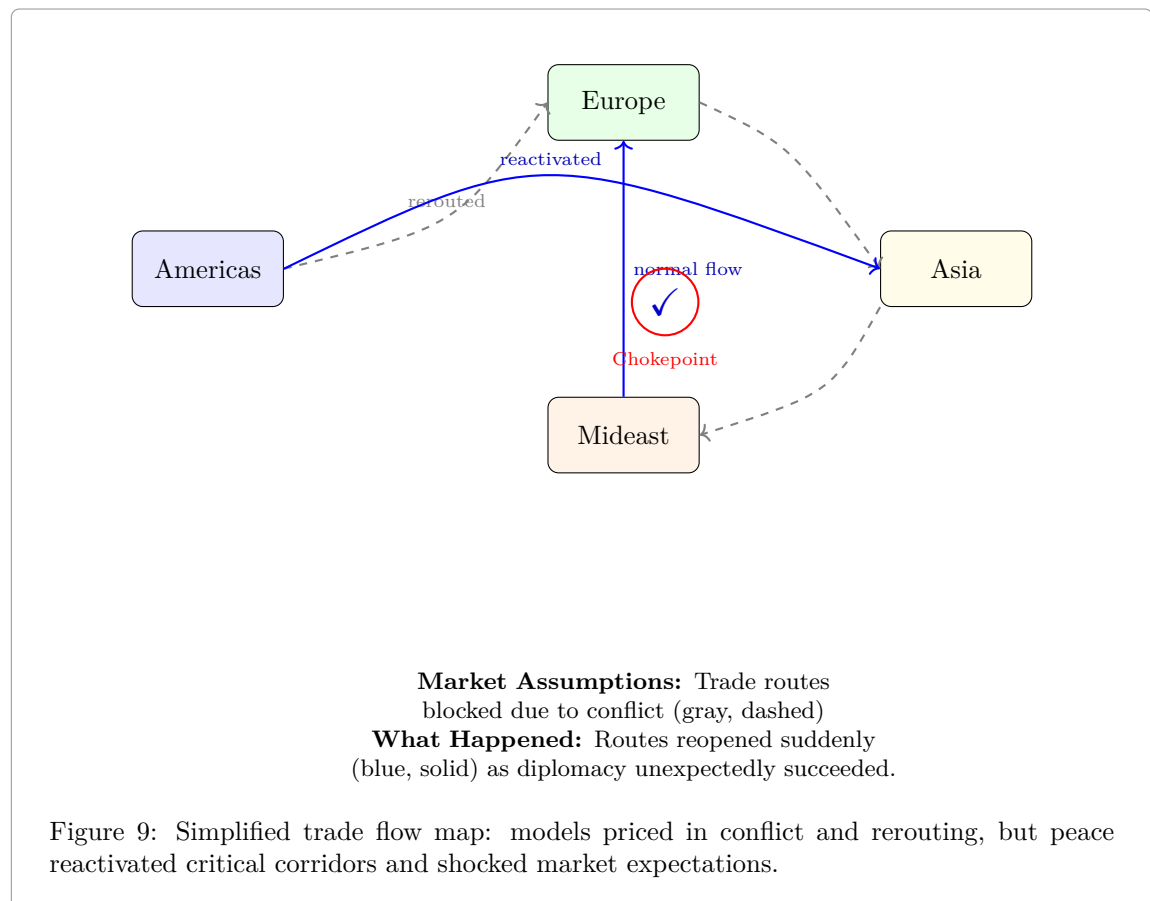 Europe
reactivated
rerouted
Americas
normal flow
Asia
✓
Chokepoint
Mideast
Market Assumptions: Trade routes
blocked due to conflict (gray, dashed)
What Happened: Routes reopened suddenly
(blue, solid) as diplomacy unexpectedly succeeded.
Figure 9: Simplified trade flow map: models priced in conflict and rerouting, but peace
reactivated critical corridors and shocked market expectations.